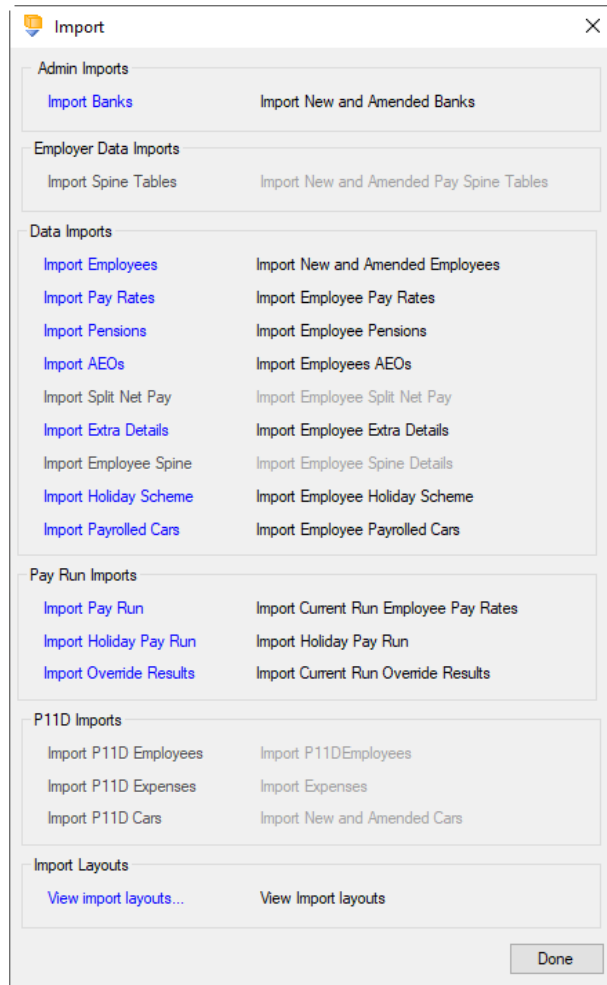 Import
Admin Imports
Import Banks Import New and Amended Banks
Employer Data Imports
Import Spine Tables Import New and Amended Pay Spine Tables
Data Imports
Import Employees Import New and Amended Employees
Import Pay Rates Import Employee Pay Rates
Import Pensions Import Employee Pensions
Import AEOs Import Employees AEOs
Import Split Net Pay Import Employee Split Net Pay
Import Extra Details Import Employee Extra Details
Import Employee Spine Import Employee Spine Details
Import Holiday Scheme Import Employee Holiday Scheme
Import Payrolled Cars Import Employee Payrolled Cars
Pay Run Imports
Import Pay Run Import Current Run Employee Pay Rates
Import Holiday Pay Run Import Holiday Pay Run
Import Override Results Import Current Run Override Results
P11D Imports
Import P11D Employees Import P11DEmployees
Import P11D Expenses Import Expenses
Import P11D Cars Import New and Amended Cars
Import Layouts
View import layouts... View Import layouts
Done